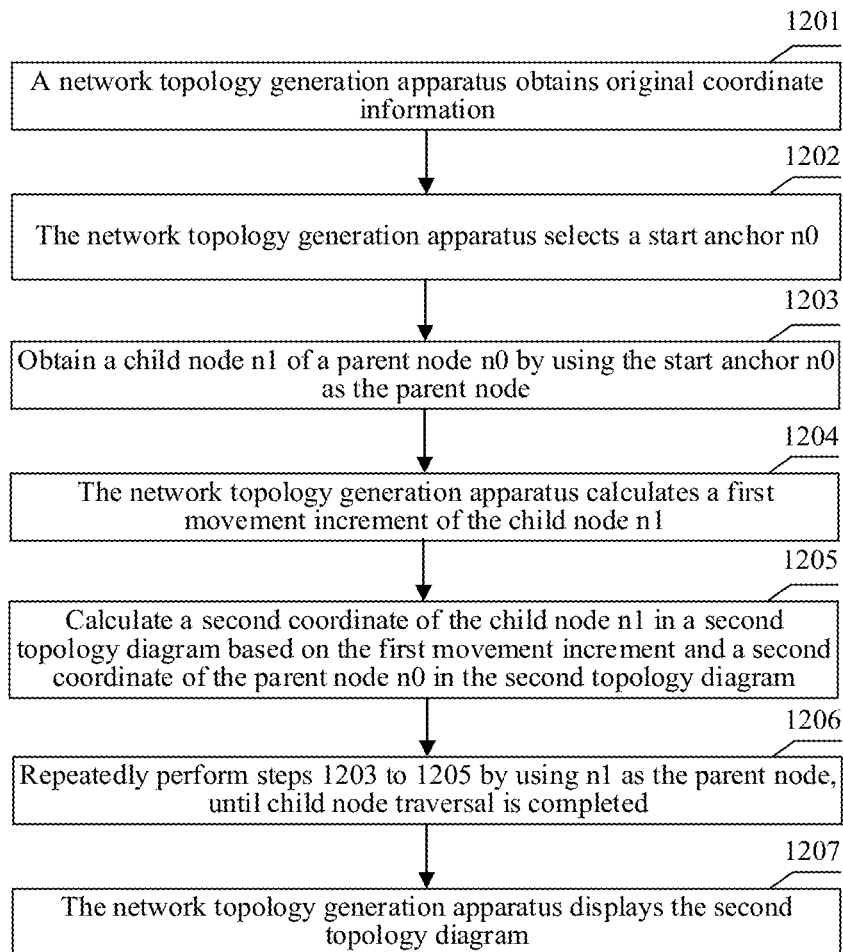 1201
A network topology generation apparatus obtains original coordinate
information
1202
The network topology generation apparatus selects a start anchor n0
1203
Obtain a child node n1 of a parent node n0 by using the start anchor n0
as the parent node
1204
The network topology generation apparatus calculates a first
movement increment of the child node n1
1205
Calculate a second coordinate of the child node n1 in a second
topology diagram based on the first movement increment and a second
coordinate of the parent node n0 in the second topology diagram
1206
Repeatedly perform steps 1203 to 1205 by using n1 as the parent node,
until child node traversal is completed
1207
The network topology generation apparatus displays the second
topology diagram